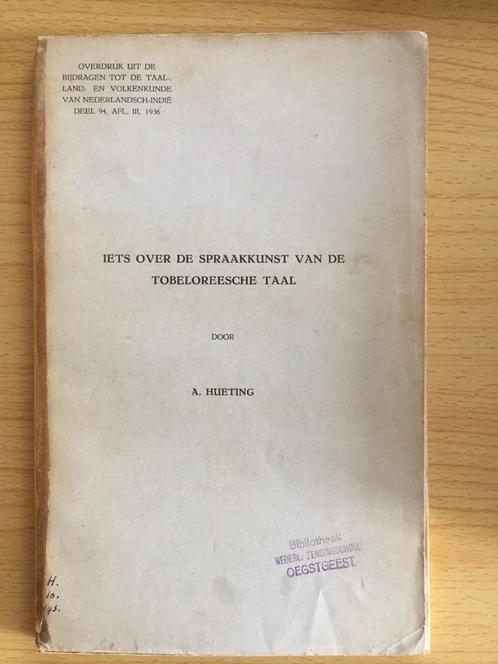 OVERDRUK UIT DE
BIJDRAGEN TOT DE TAAL-,
LAND- EN VOLKENKUNDE
VAN NEDERLANDSCH-INDIË
DEEL 94, AFL. III, 1936
IETS OVER DE SPRAAKKUNST VAN DE
TOBELOREESCHE TAAL
DOOR
A. HUETING
Bibliotheek
NEDERL. ZENDINGSCHOOL
OEGSTGEEST.
H.
10.